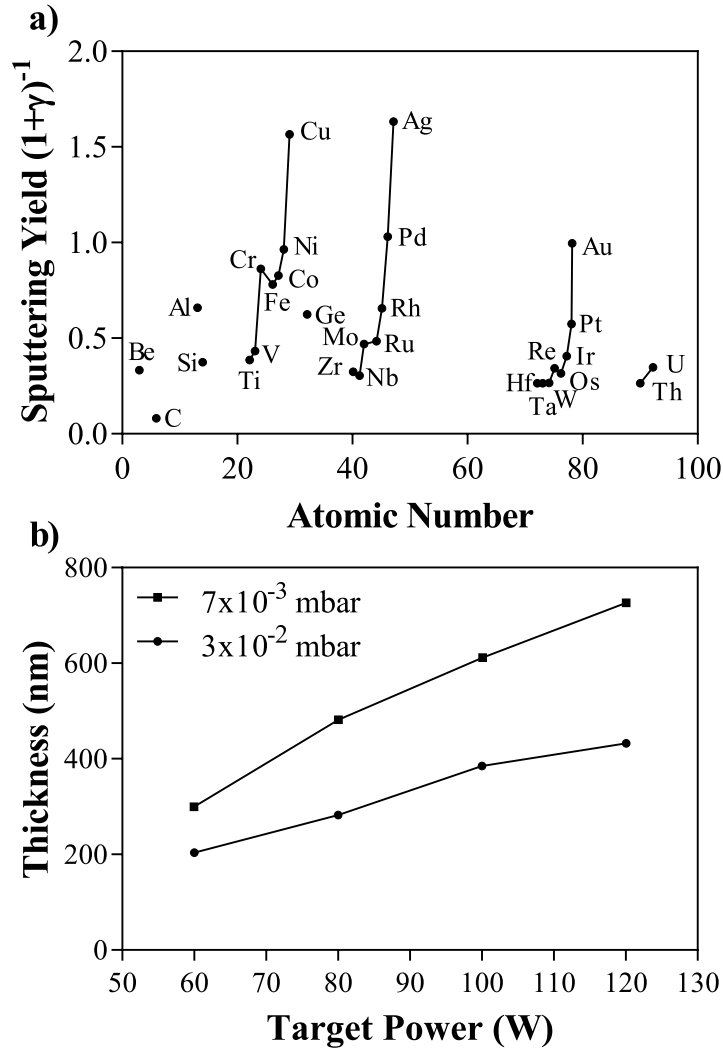 a)
Sputtering Yield (1+γ)⁻¹
2.0
1.5
1.0
0.5
0.0
Be
C
Al
Si
Ti
V
Cr
Fe
Co
Ni
Cu
Ge
Zr
Nb
Mo
Ru
Rh
Pd
Ag
Hf
Ta
W
Re
Os
Ir
Pt
Au
Th
U
0 20 40 60 80 100
Atomic Number
b)
Thickness (nm)
800
600
400
200
0
7x10⁻³ mbar
3x10⁻² mbar
50 60 70 80 90 100 110 120 130
Target Power (W)